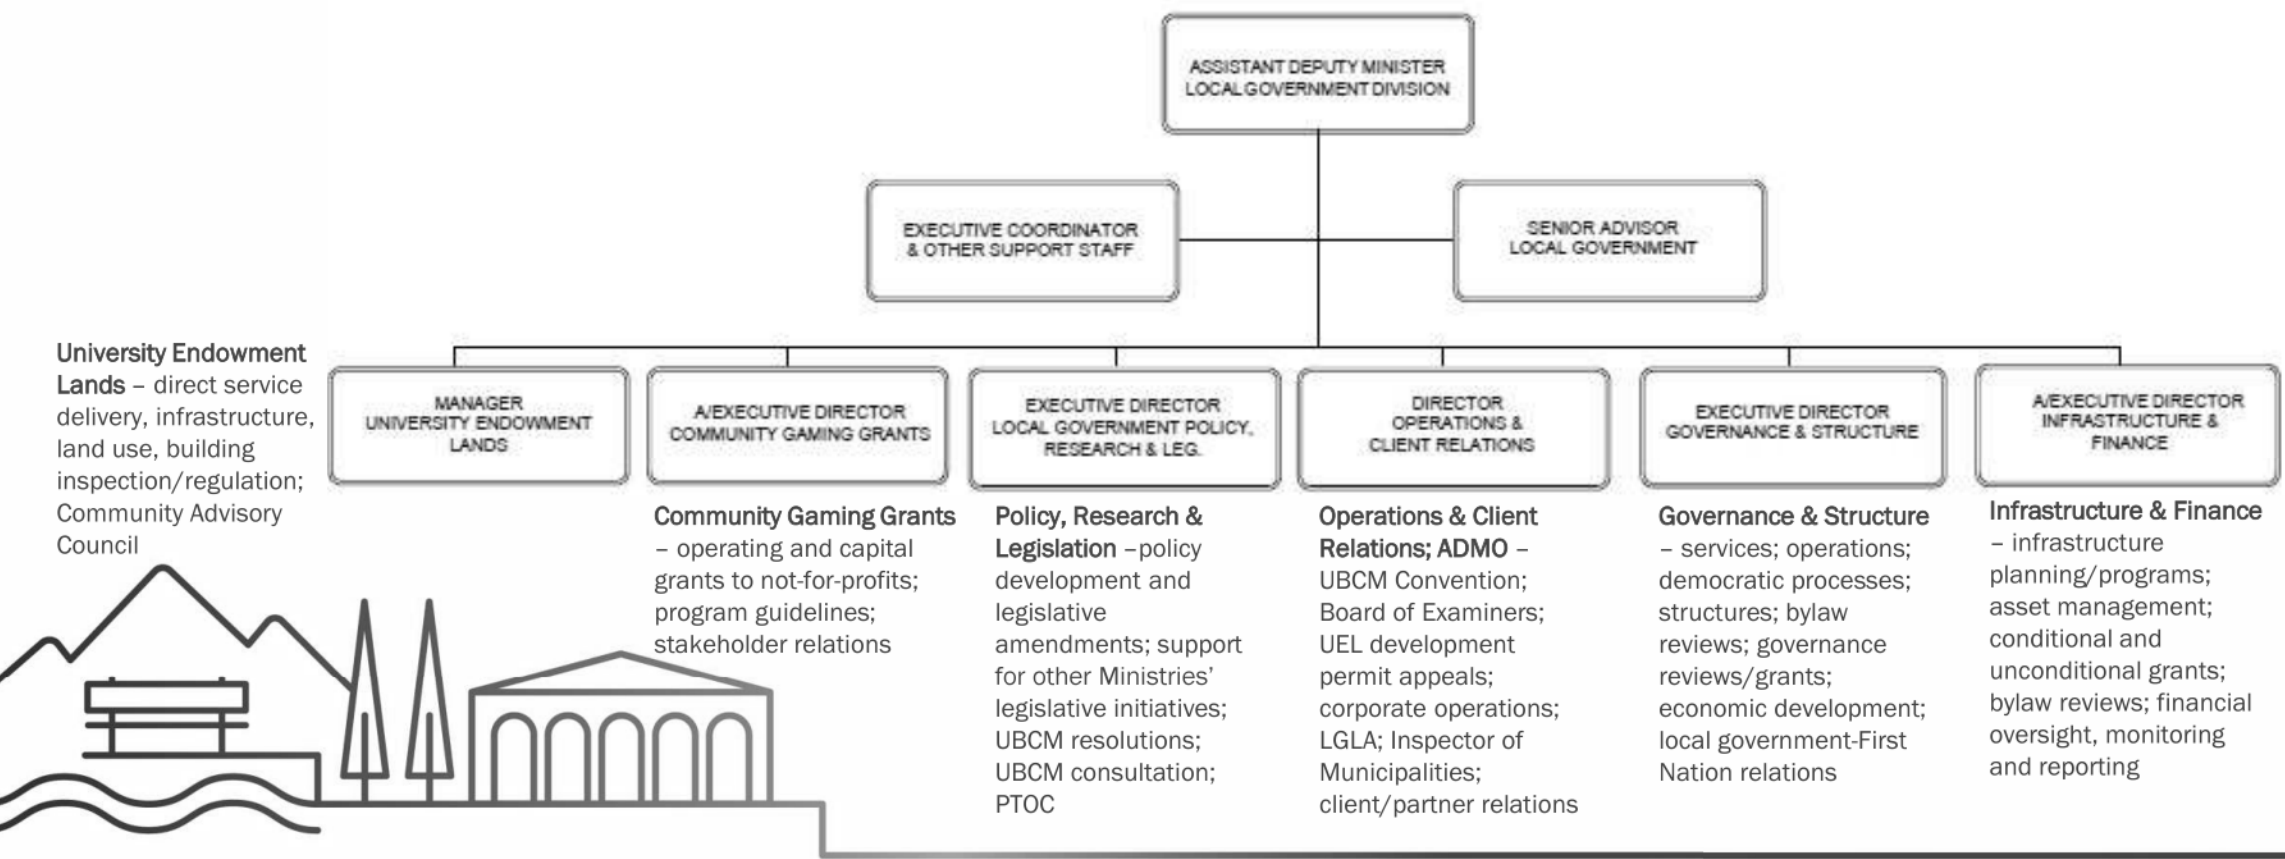 ASSISTANT DEPUTY MINISTER
LOCAL GOVERNMENT DIVISION
EXECUTIVE COORDINATOR
& OTHER SUPPORT STAFF
SENIOR ADVISOR
LOCAL GOVERNMENT
University Endowment
Lands – direct service
delivery, infrastructure,
land use, building
inspection/regulation;
Community Advisory
Council
MANAGER
UNIVERSITY ENDOWMENT
LANDS
A/EXECUTIVE DIRECTOR
COMMUNITY GAMING GRANTS
EXECUTIVE DIRECTOR
LOCAL GOVERNMENT POLICY,
RESEARCH & LEG.
DIRECTOR
OPERATIONS &
CLIENT RELATIONS
EXECUTIVE DIRECTOR
GOVERNANCE & STRUCTURE
A/EXECUTIVE DIRECTOR
INFRASTRUCTURE &
FINANCE
Community Gaming Grants
– operating and capital
grants to not-for-profits;
program guidelines;
stakeholder relations
Policy, Research &
Legislation –policy
development and
legislative
amendments; support
for other Ministries'
legislative initiatives;
UBCM resolutions;
UBCM consultation;
PTOC
Operations & Client
Relations; ADMO –
UBCM Convention;
Board of Examiners;
UEL development
permit appeals;
corporate operations;
LGLA; Inspector of
Municipalities;
client/partner relations
Governance & Structure
– services; operations;
democratic processes;
structures; bylaw
reviews; governance
reviews/grants;
economic development;
local government-First
Nation relations
Infrastructure & Finance
– infrastructure
planning/programs;
asset management;
conditional and
unconditional grants;
bylaw reviews; financial
oversight, monitoring
and reporting